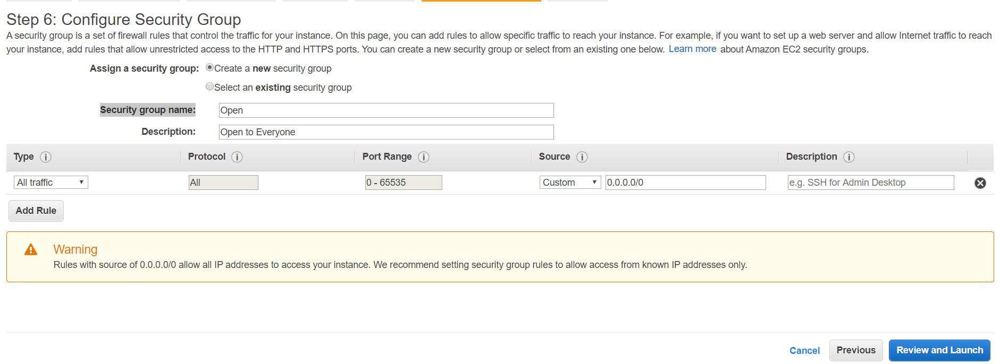 Step 6: Configure Security Group
A security group is a set of firewall rules that control the traffic for your instance. On this page, you can add rules to allow specific traffic to reach your instance. For example, if you want to set up a web server and allow Internet traffic to reach
your instance, add rules that allow unrestricted access to the HTTP and HTTPS ports. You can create a new security group or select from an existing one below. Learn more about Amazon EC2 security groups.
Assign a security group: Create a new security group
Select an existing security group
Security group name: Open
Description: Open to Everyone
Type i Protocol i Port Range i Source i Description i
All traffic All 0 - 65535 Custom 0.0.0.0/0 e.g. SSH for Admin Desktop
Add Rule
Warning
Rules with source of 0.0.0.0/0 allow all IP addresses to access your instance. We recommend setting security group rules to allow access from known IP addresses only.
Cancel Previous Review and Launch